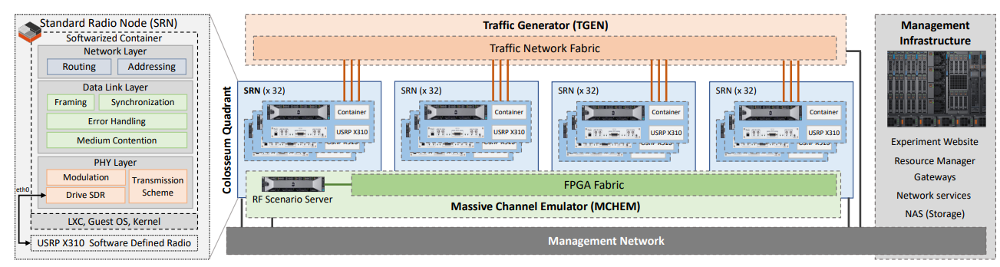 Standard Radio Node (SRN)
Softwarized Container
Network Layer
Routing
Addressing
Data Link Layer
Framing
Synchronization
Error Handling
Medium Contention
PHY Layer
Modulation
Drive SDR
Transmission
Scheme
eth0
LXC, Guest OS, Kernel
USRP X310 Software Defined Radio
Colosseum Quadrant
Traffic Generator (TGEN)
Traffic Network Fabric
SRN (x 32)
Container
USRP X310
SRN (x 32)
Container
USRP X310
SRN (x 32)
Container
USRP X310
SRN (x 32)
Container
USRP X310
RF Scenario Server
FPGA Fabric
Massive Channel Emulator (MCHEM)
Management Network
Management
Infrastructure
Experiment Website
Resource Manager
Gateways
Network services
NAS (Storage)